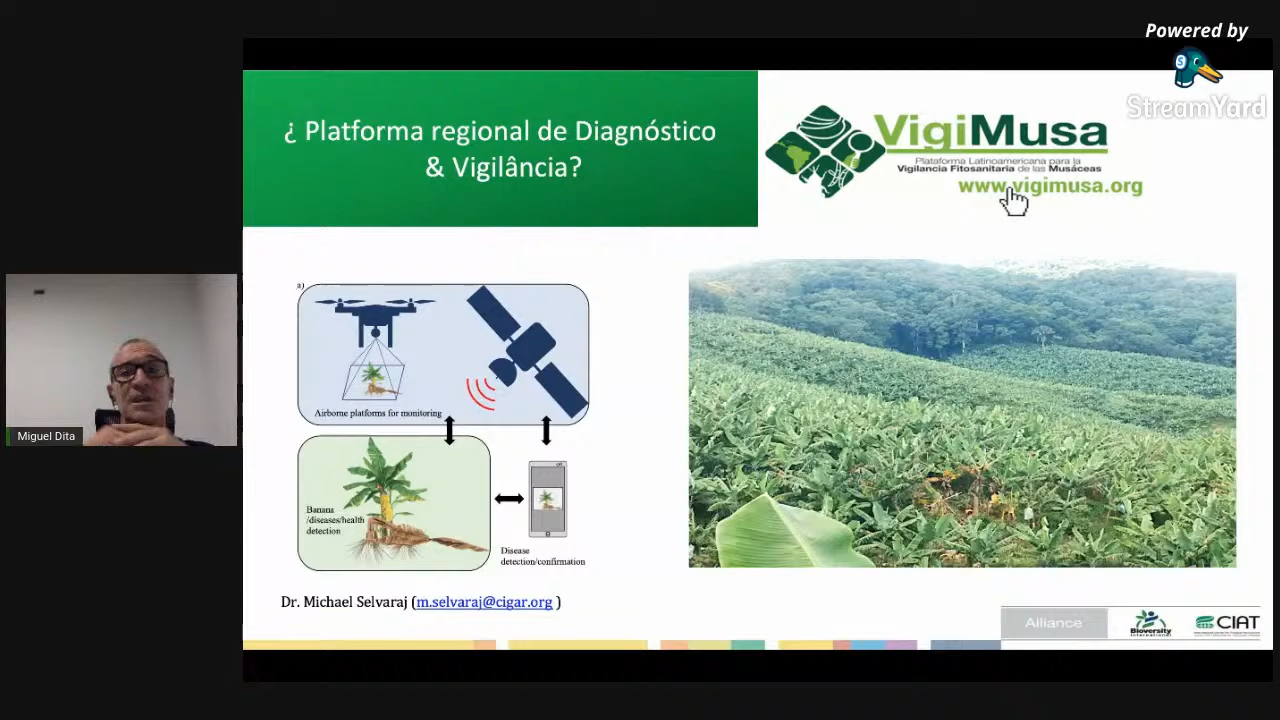 Powered by
StreamYard
¿ Platforma regional de Diagnóstico
& Vigilância?
VigiMusa
Plataforma Latinoamericana para la
Vigilancia Fitosanitaria de las Musáceas
www.vigimusa.org
a)
Airborne platforms for monitoring
Banana
/diseases/health
detection
Disease
detection/confirmation
Miguel Dita
Dr. Michael Selvaraj (m.selvaraj@cigar.org )
Alliance
Bioversity
International
CIAT